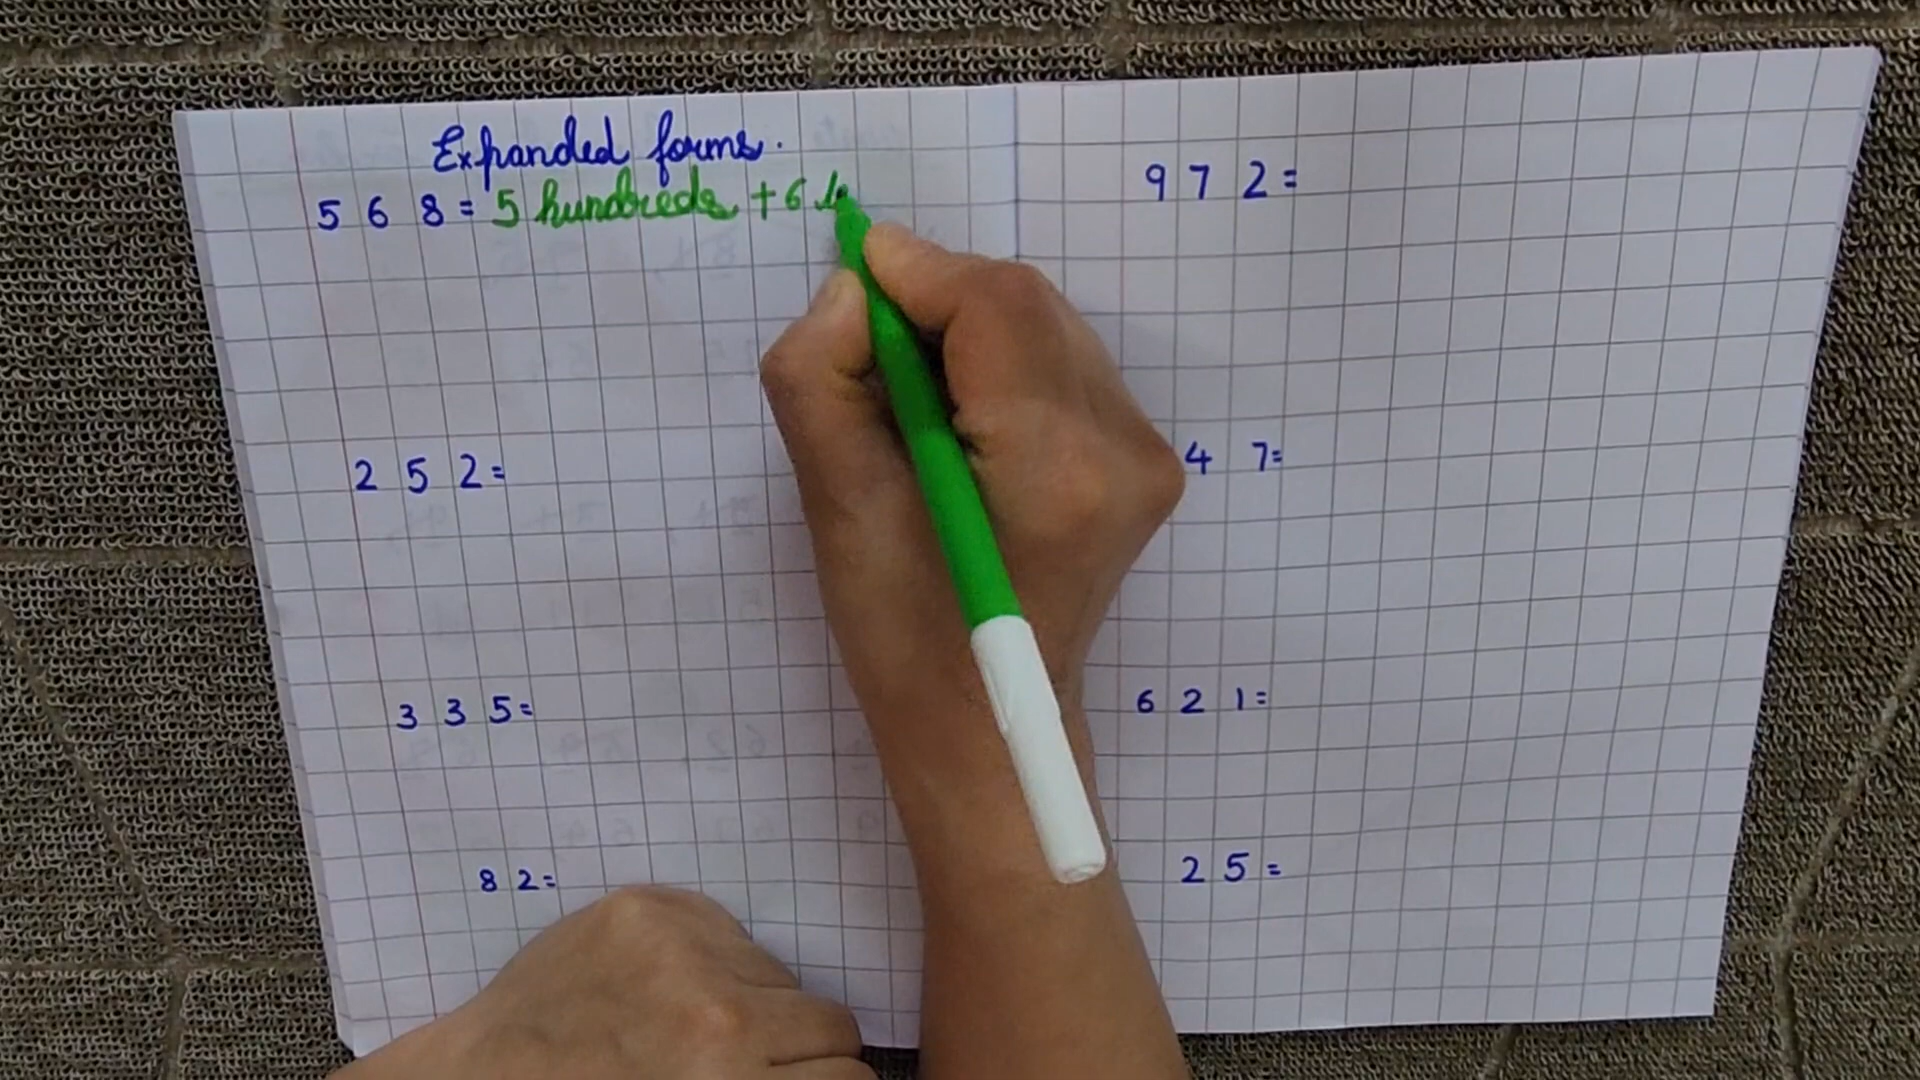 Expanded forms.
5 6 8 = 5 hundreds + 6
2 5 2 =
3 3 5 =
8 2 =
9 7 2 =
4 7 =
6 2 1 =
2 5 =